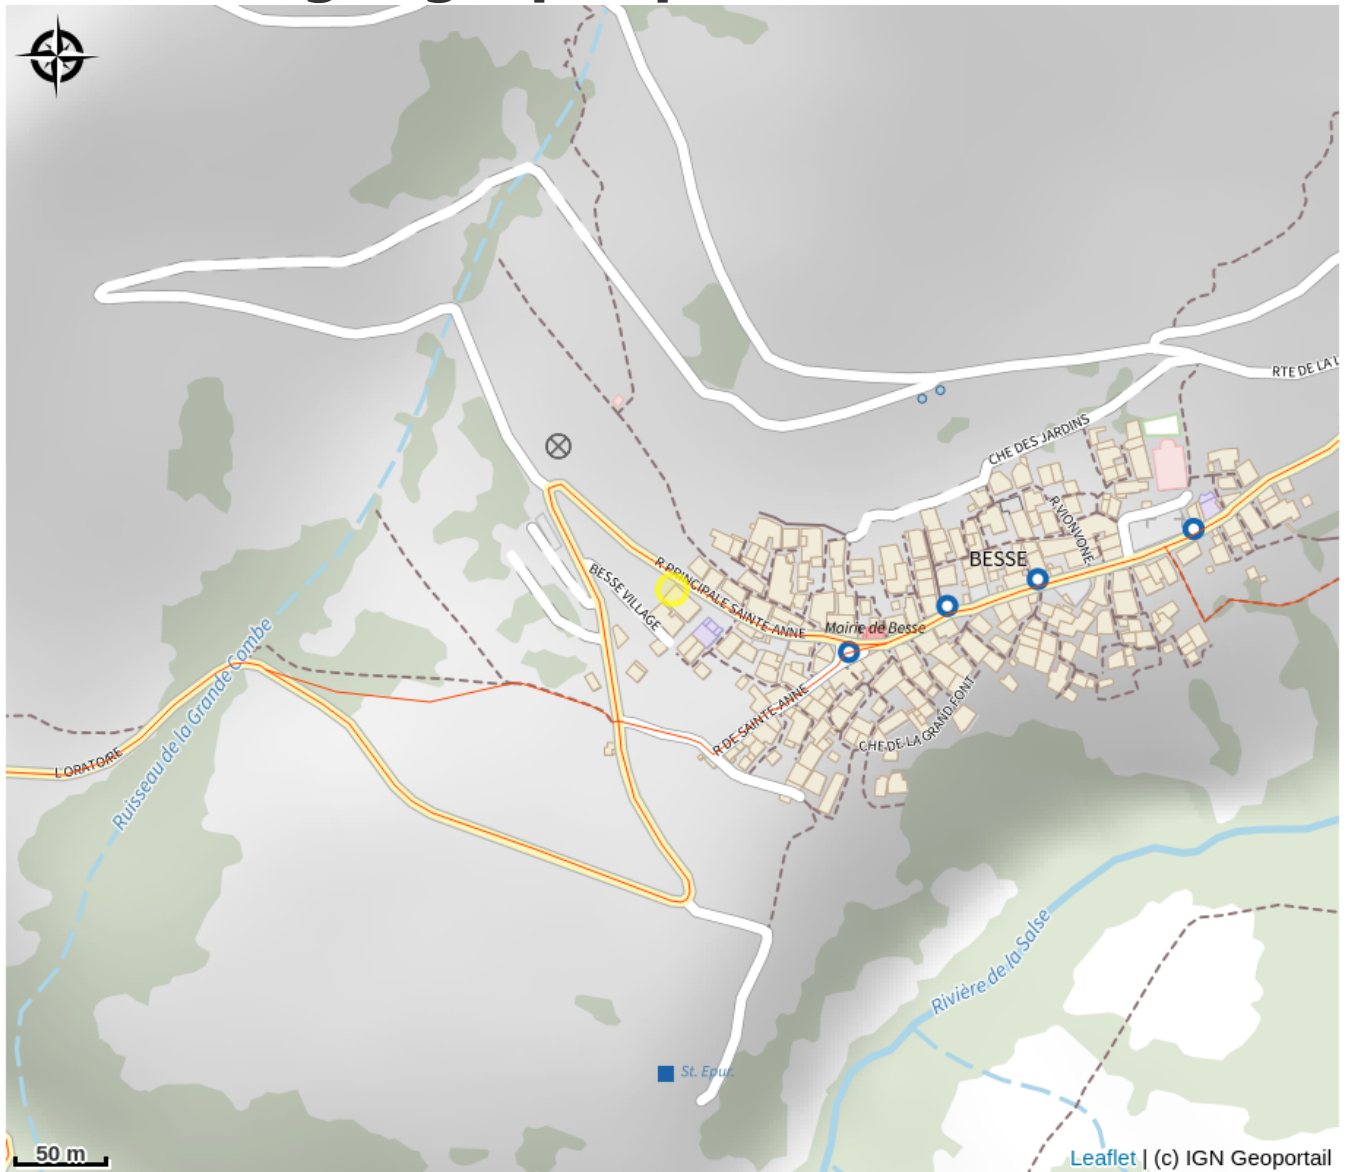 RTE DE LA L
CHE DES JARDINS
R VIONVONE
BESSE
R PRINCIPALE SAINTE-ANNE
BESSE VILLAGE
Mairie de Besse
R DE SAINTE-ANNE
CHE DE LA GRAND FONT
L ORATOIRE
Ruisseau de la Grande Combe
Rivière de la Salse
St. Epur.
50 m
Leaflet | (c) IGN Geoportail